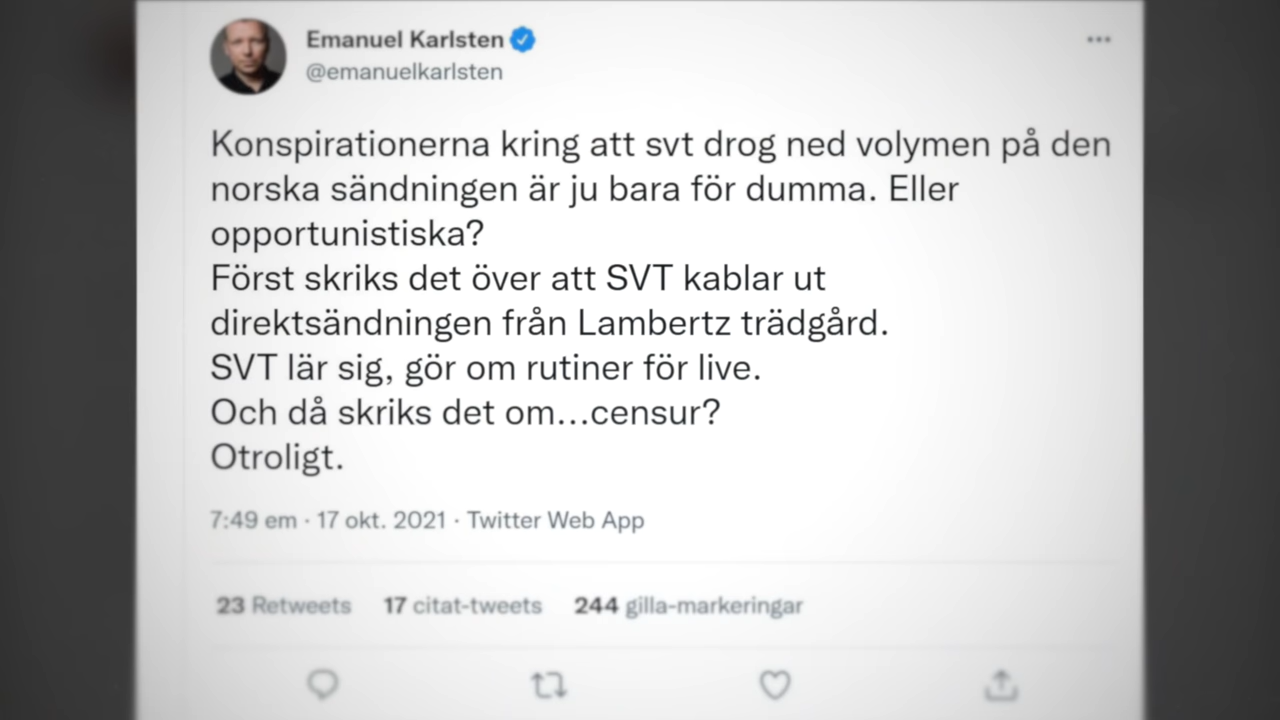 Emanuel Karlsten
@emanuelkarlsten
Konspirationerna kring att svt drog ned volymen på den
norska sändningen är ju bara för dumma. Eller
opportunistiska?
Först skriks det över att SVT kablar ut
direktsändningen från Lambertz trädgård.
SVT lär sig, gör om rutiner för live.
Och då skriks det om...censur?
Otroligt.
7:49 em · 17 okt. 2021 · Twitter Web App
23 Retweets 17 citat-tweets 244 gilla-markeringar